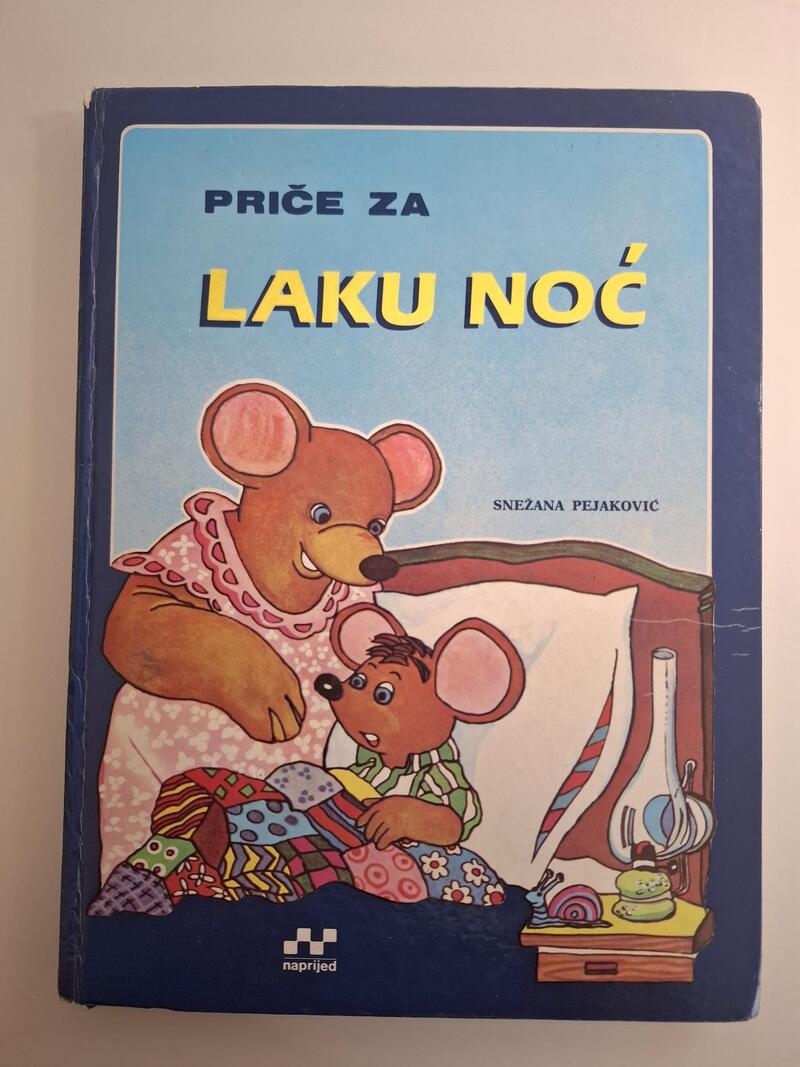 PRIČE ZA
LAKU NOĆ
SNEŽANA PEJAKOVIĆ
naprijed